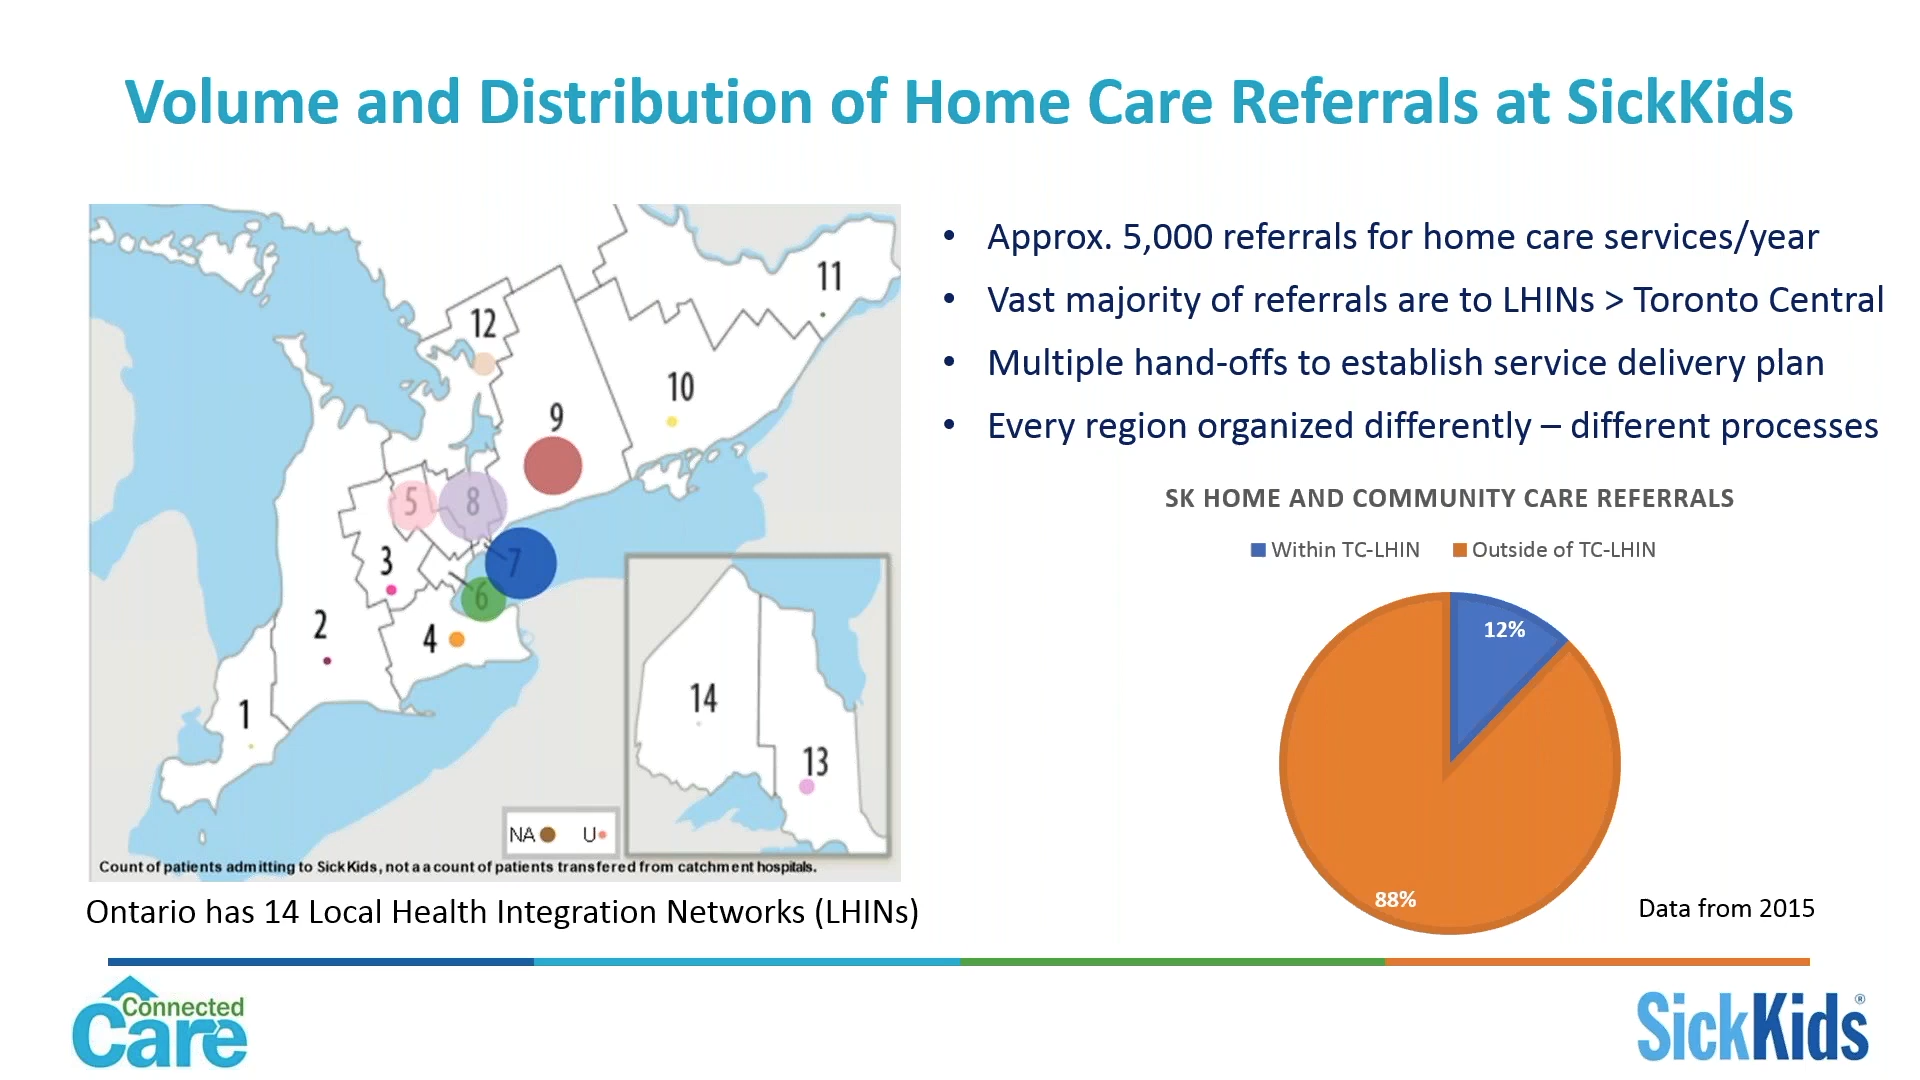 Volume and Distribution of Home Care Referrals at SickKids
11
12
10
9
5
8
3
7
6
2
4
14
1
13
NA
U
Count of patients admitting to SickKids, not a a count of patients transfered from catchment hospitals.
Ontario has 14 Local Health Integration Networks (LHINs)
• Approx. 5,000 referrals for home care services/year
• Vast majority of referrals are to LHINs > Toronto Central
• Multiple hand-offs to establish service delivery plan
• Every region organized differently – different processes
SK HOME AND COMMUNITY CARE REFERRALS
Within TC-LHIN
Outside of TC-LHIN
12%
88%
Data from 2015
Connected
Care
SickKids®